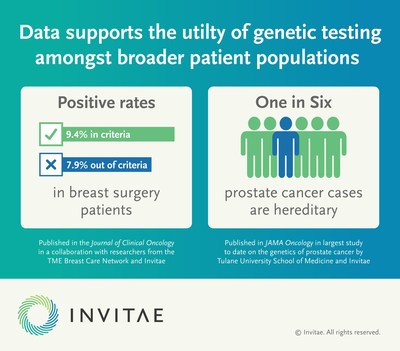 Data supports the utilty of genetic testing
amongst broader patient populations
Positive rates
9.4% in criteria
7.9% out of criteria
in breast surgery
patients
One in Six
prostate cancer cases
are hereditary
Published in the Journal of Clinical Oncology
in a collaboration with researchers from the
TME Breast Care Network and Invitae
Published in JAMA Oncology in largest study
to date on the genetics of prostate cancer by
Tulane University School of Medicine and Invitae
INVITAE
© Invitae. All rights reserved.